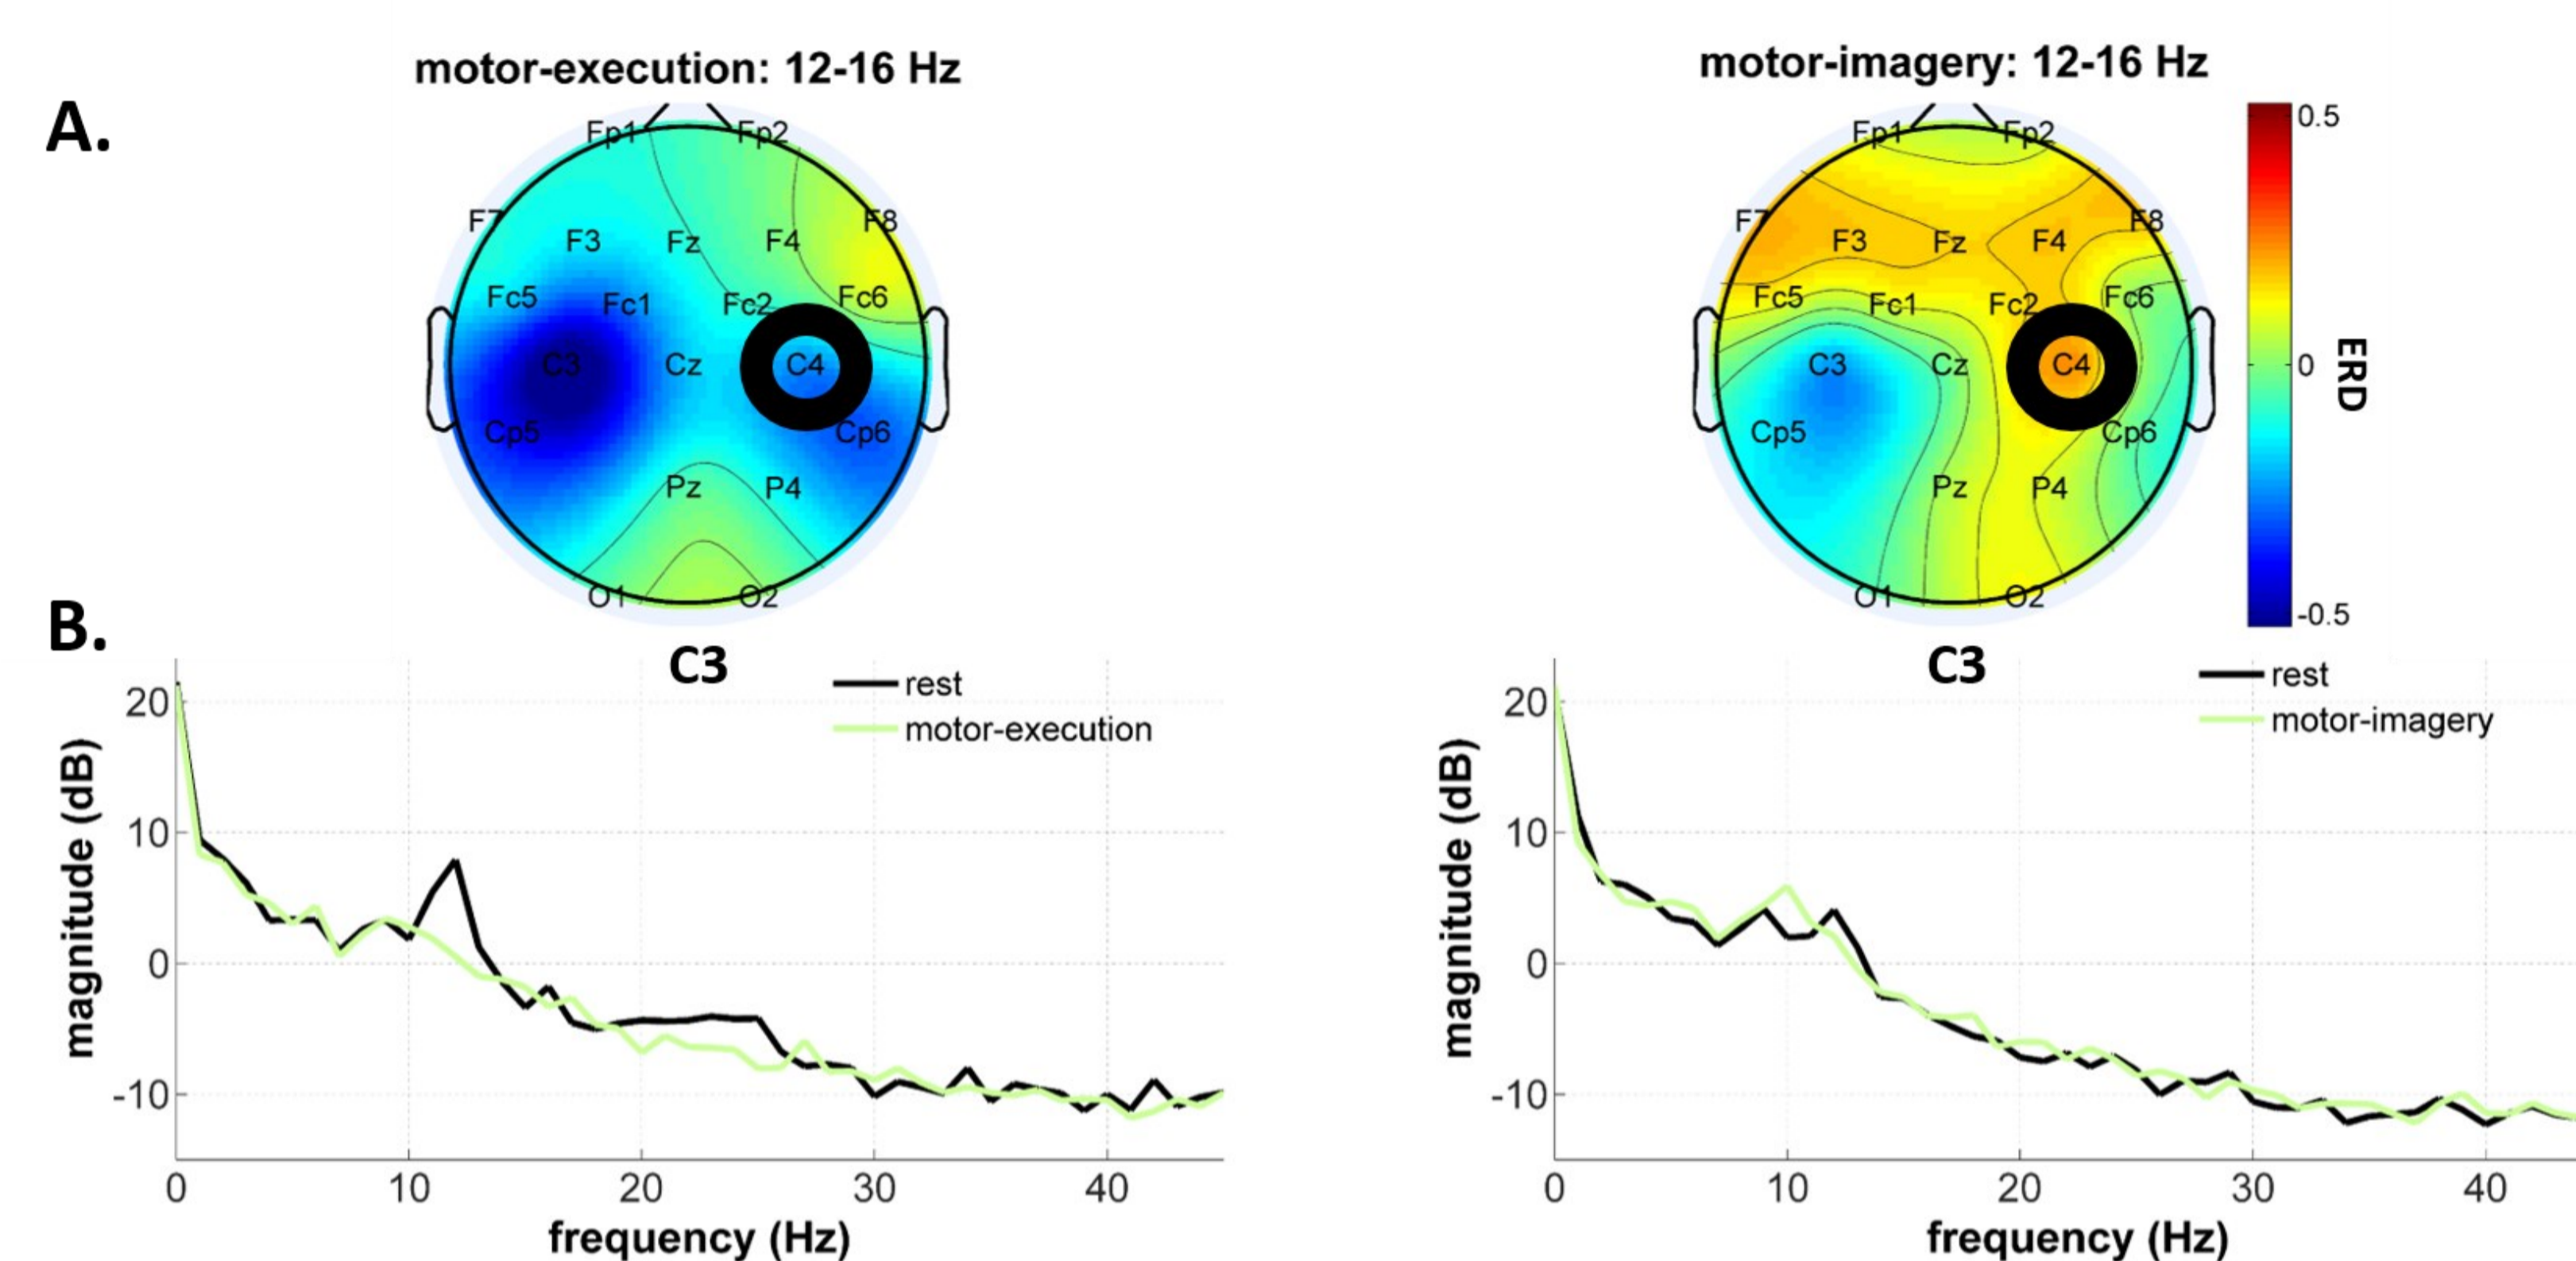 A.
motor-execution: 12-16 Hz
Fp1 Fp2
F7 F8
F3 Fz F4
Fc5 Fc1 Fc2 Fc6
C3 Cz C4
Cp5 Cp6
Pz P4
O1 O2
motor-imagery: 12-16 Hz
Fp1 Fp2
F7 F8
F3 Fz F4
Fc5 Fc1 Fc2 Fc6
C3 Cz C4
Cp5 Cp6
Pz P4
O1 O2
0.5
0
-0.5
ERD
B.
C3
rest
motor-execution
magnitude (dB)
20
10
0
-10
0 10 20 30 40
frequency (Hz)
C3
rest
motor-imagery
magnitude (dB)
20
10
0
-10
0 10 20 30 40
frequency (Hz)